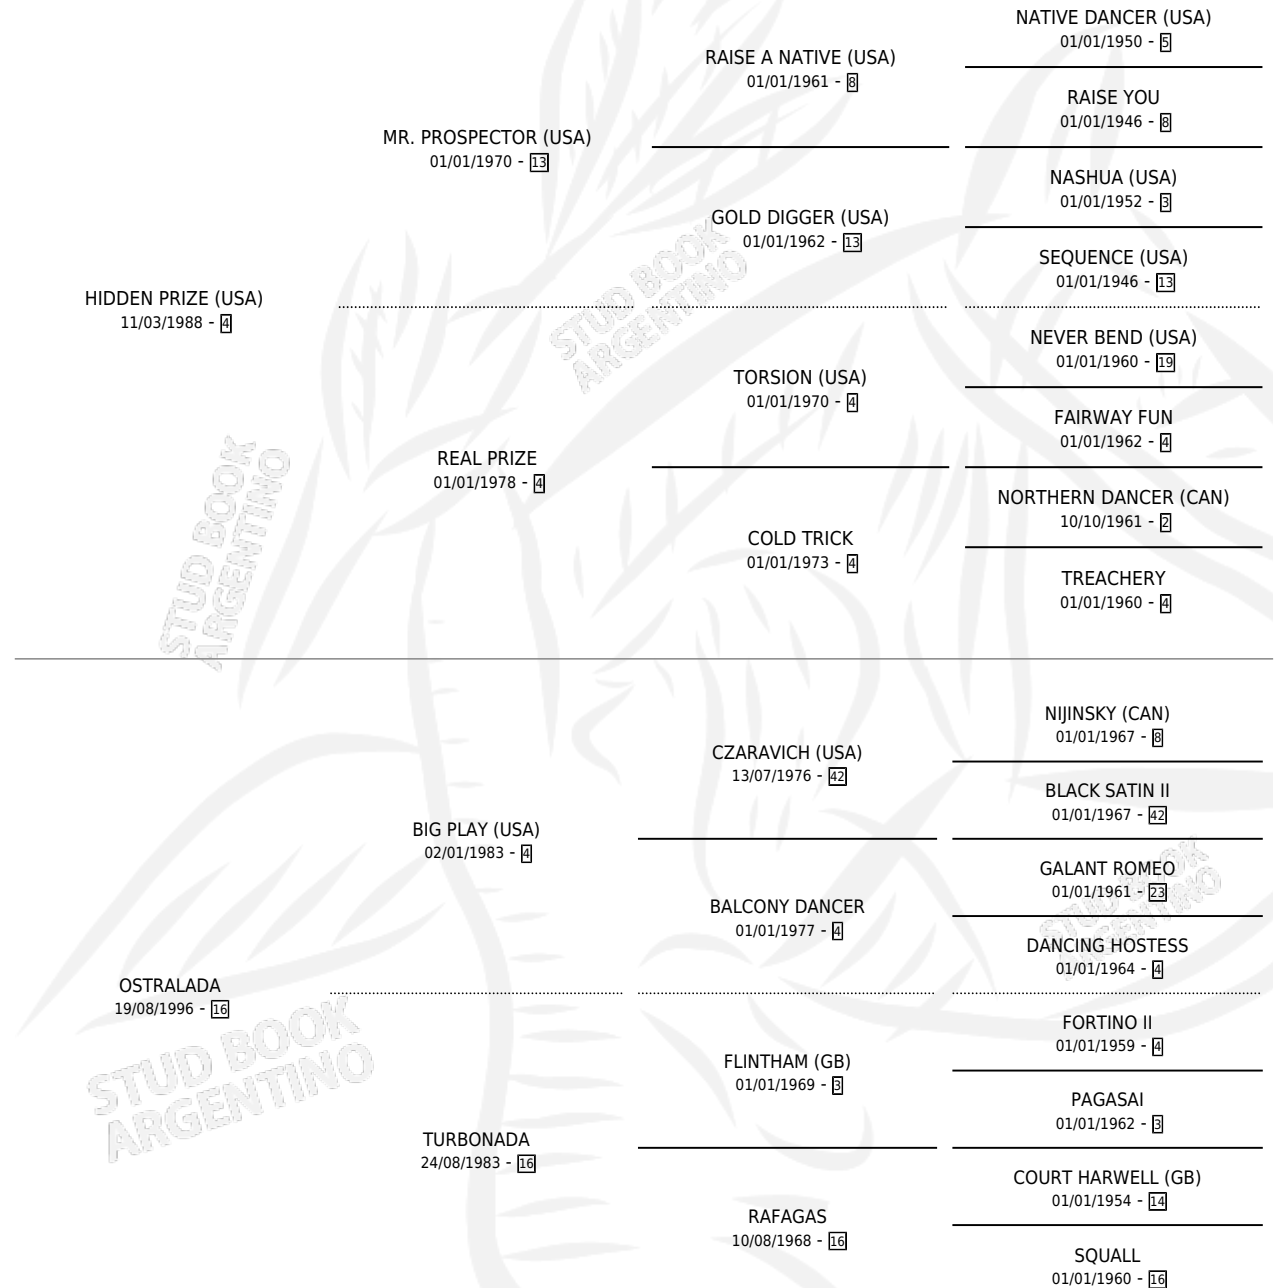 NATIVE DANCER (USA)
01/01/1950 - 5
RAISE A NATIVE (USA)
01/01/1961 - 8
RAISE YOU
01/01/1946 - 8
MR. PROSPECTOR (USA)
01/01/1970 - 13
NASHUA (USA)
01/01/1952 - 3
GOLD DIGGER (USA)
01/01/1962 - 13
SEQUENCE (USA)
01/01/1946 - 13
HIDDEN PRIZE (USA)
11/03/1988 - 4
STUD BOOK
ARGENTINO
NEVER BEND (USA)
01/01/1960 - 19
TORSION (USA)
01/01/1970 - 4
FAIRWAY FUN
01/01/1962 - 4
REAL PRIZE
01/01/1978 - 4
NORTHERN DANCER (CAN)
10/10/1961 - 2
COLD TRICK
01/01/1973 - 4
TREACHERY
01/01/1960 - 4
STUD BOOK
ARGENTINO
NIJINSKY (CAN)
01/01/1967 - 8
CZARAVICH (USA)
13/07/1976 - 42
BLACK SATIN II
01/01/1967 - 42
BIG PLAY (USA)
02/01/1983 - 4
GALANT ROMEO
01/01/1961 - 23
BALCONY DANCER
01/01/1977 - 4
DANCING HOSTESS
01/01/1964 - 4
STUD BOOK
ARGENTINO
OSTRALADA
19/08/1996 - 16
FORTINO II
01/01/1959 - 4
FLINTHAM (GB)
01/01/1969 - 3
PAGASAI
01/01/1962 - 3
STUD BOOK
ARGENTINO
TURBONADA
24/08/1983 - 16
COURT HARWELL (GB)
01/01/1954 - 14
RAFAGAS
10/08/1968 - 16
SQUALL
01/01/1960 - 16